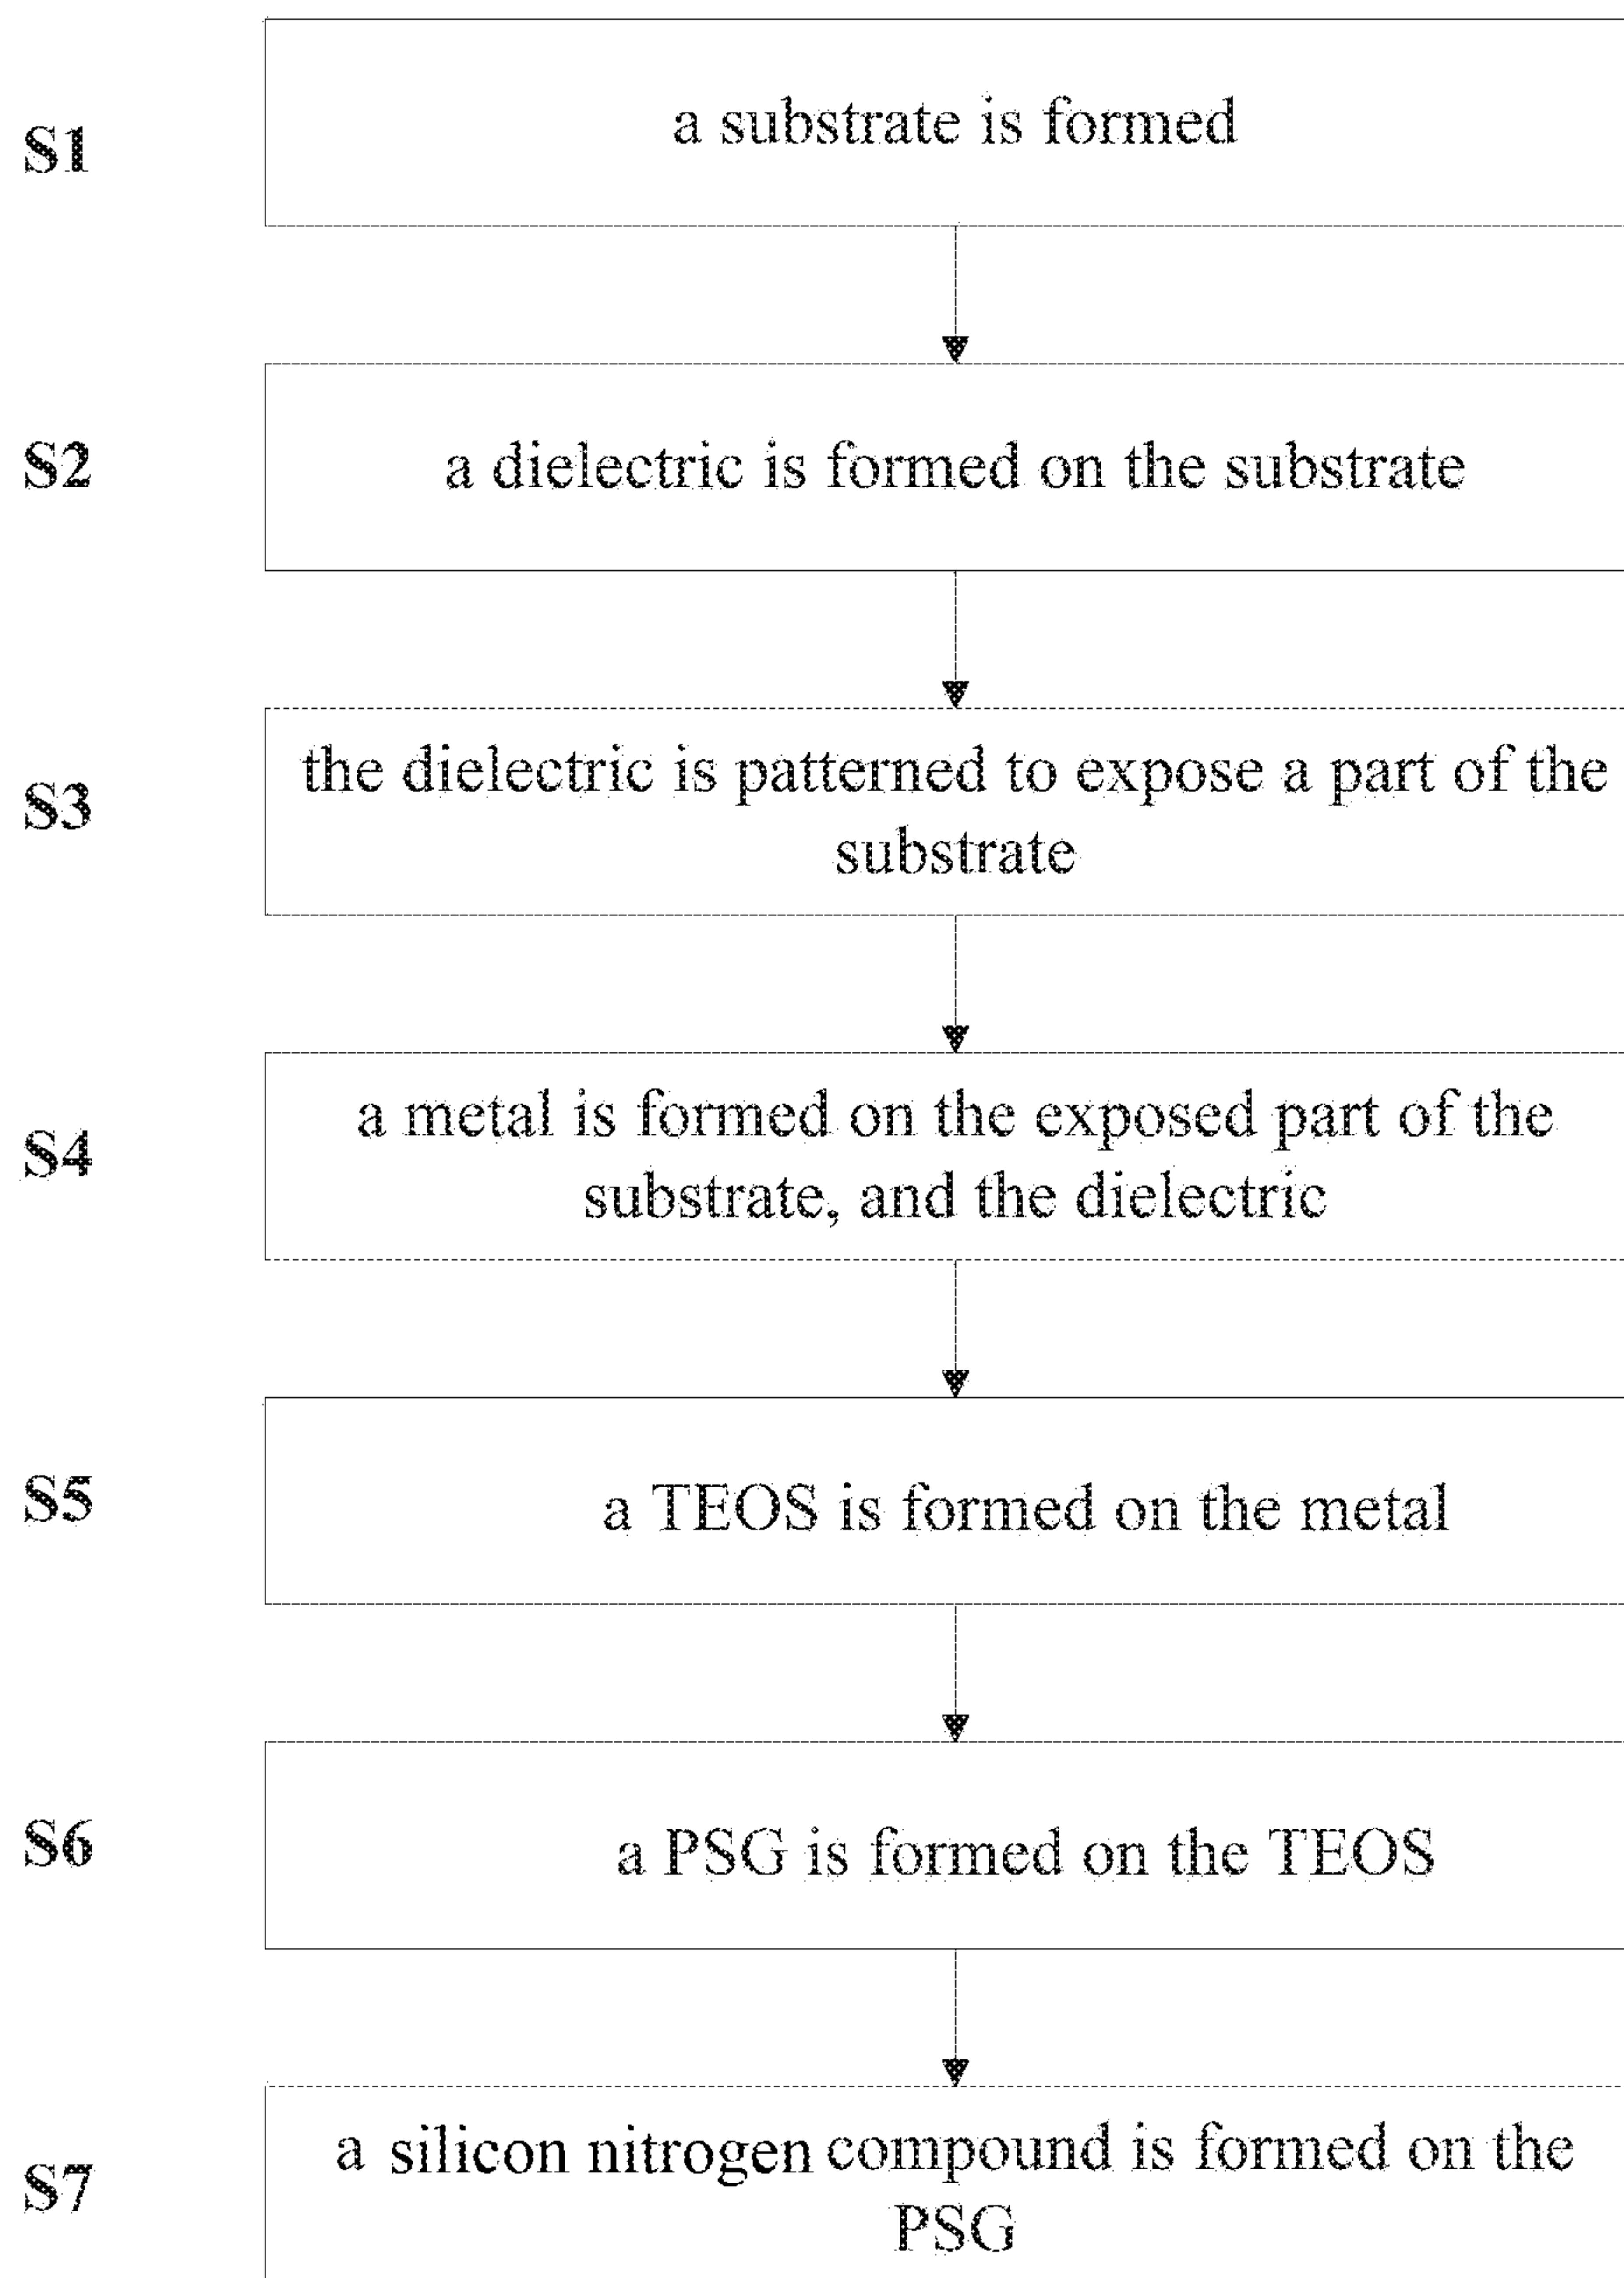 S1
a substrate is formed
S2
a dielectric is formed on the substrate
S3
the dielectric is patterned to expose a part of the
substrate
S4
a metal is formed on the exposed part of the
substrate, and the dielectric
S5
a TEOS is formed on the metal
S6
a PSG is formed on the TEOS
S7
a silicon nitrogen compound is formed on the
PSG